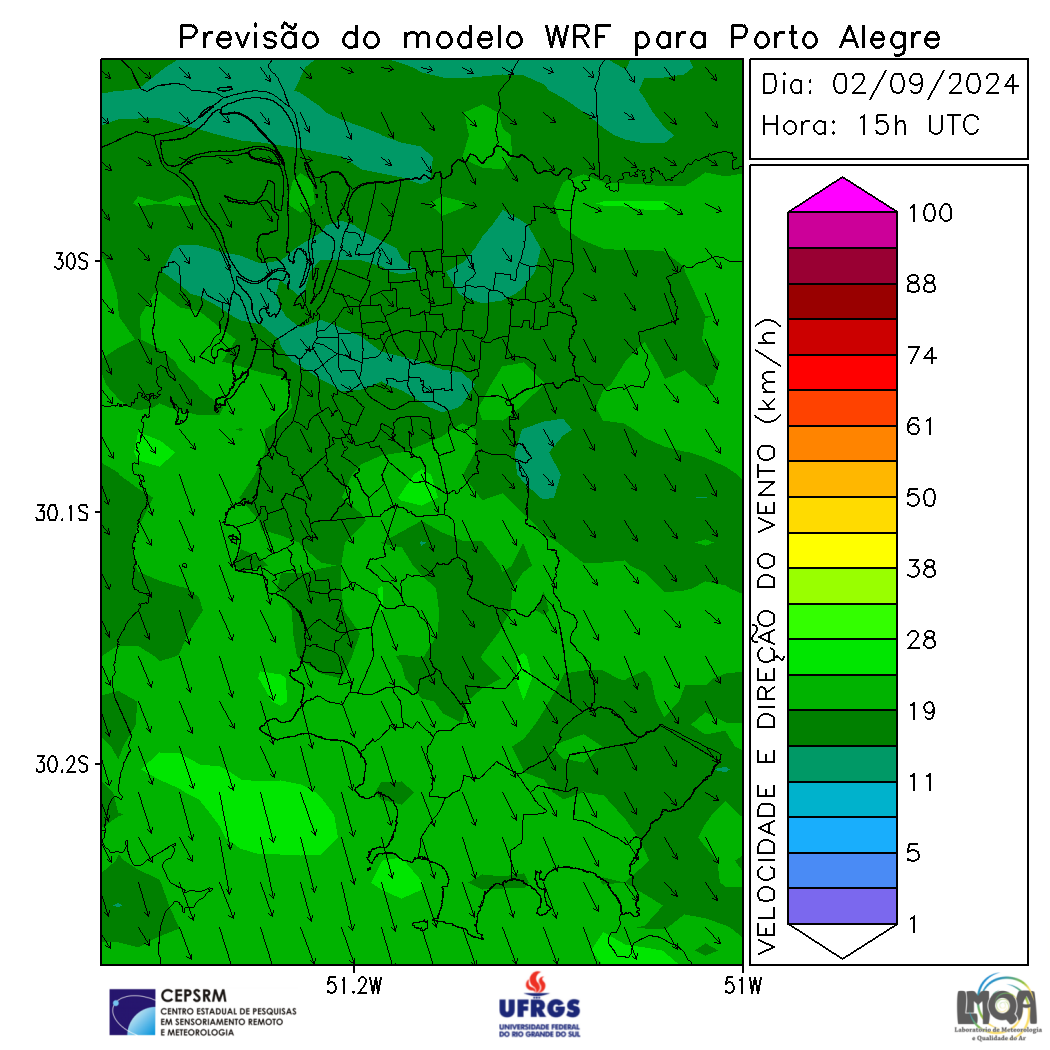 Previsão do modelo WRF para Porto Alegre
Dia: 02/09/2024
Hora: 15h UTC
30S
30.1S
30.2S
51.2W
51W
VELOCIDADE E DIREÇÃO DO VENTO (km/h)
100
88
74
61
50
38
28
19
11
5
1
CEPSRM
CENTRO ESTADUAL DE PESQUISAS
EM SENSORIAMENTO REMOTO
E METEOROLOGIA
UFRGS
UNIVERSIDADE FEDERAL
DO RIO GRANDE DO SUL
LMQA
Laboratório de Meteorologia
e Qualidade do Ar